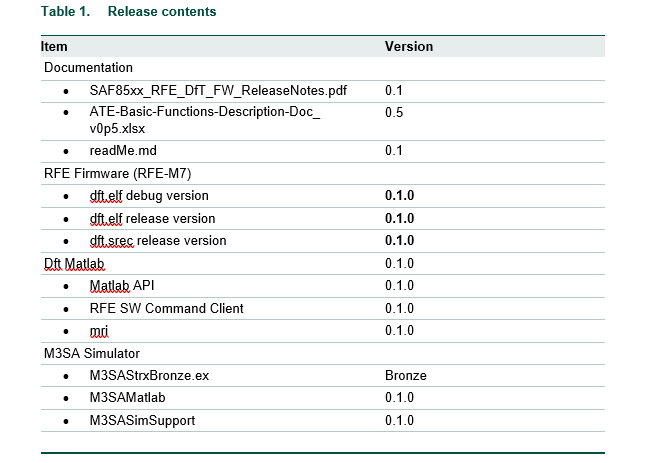 Table 1. Release contents
Item Version
Documentation
• SAF85xx_RFE_DfT_FW_ReleaseNotes.pdf 0.1
• ATE-Basic-Functions-Description-Doc_ 0.5
v0p5.xlsx
• readMe.md 0.1
RFE Firmware (RFE-M7)
• dft.elf debug version 0.1.0
• dft.elf release version 0.1.0
• dft.srec release version 0.1.0
Dft Matlab 0.1.0
• Matlab API 0.1.0
• RFE SW Command Client 0.1.0
• mri 0.1.0
M3SA Simulator
• M3SAStrxBronze.ex Bronze
• M3SAMatlab 0.1.0
• M3SASimSupport 0.1.0